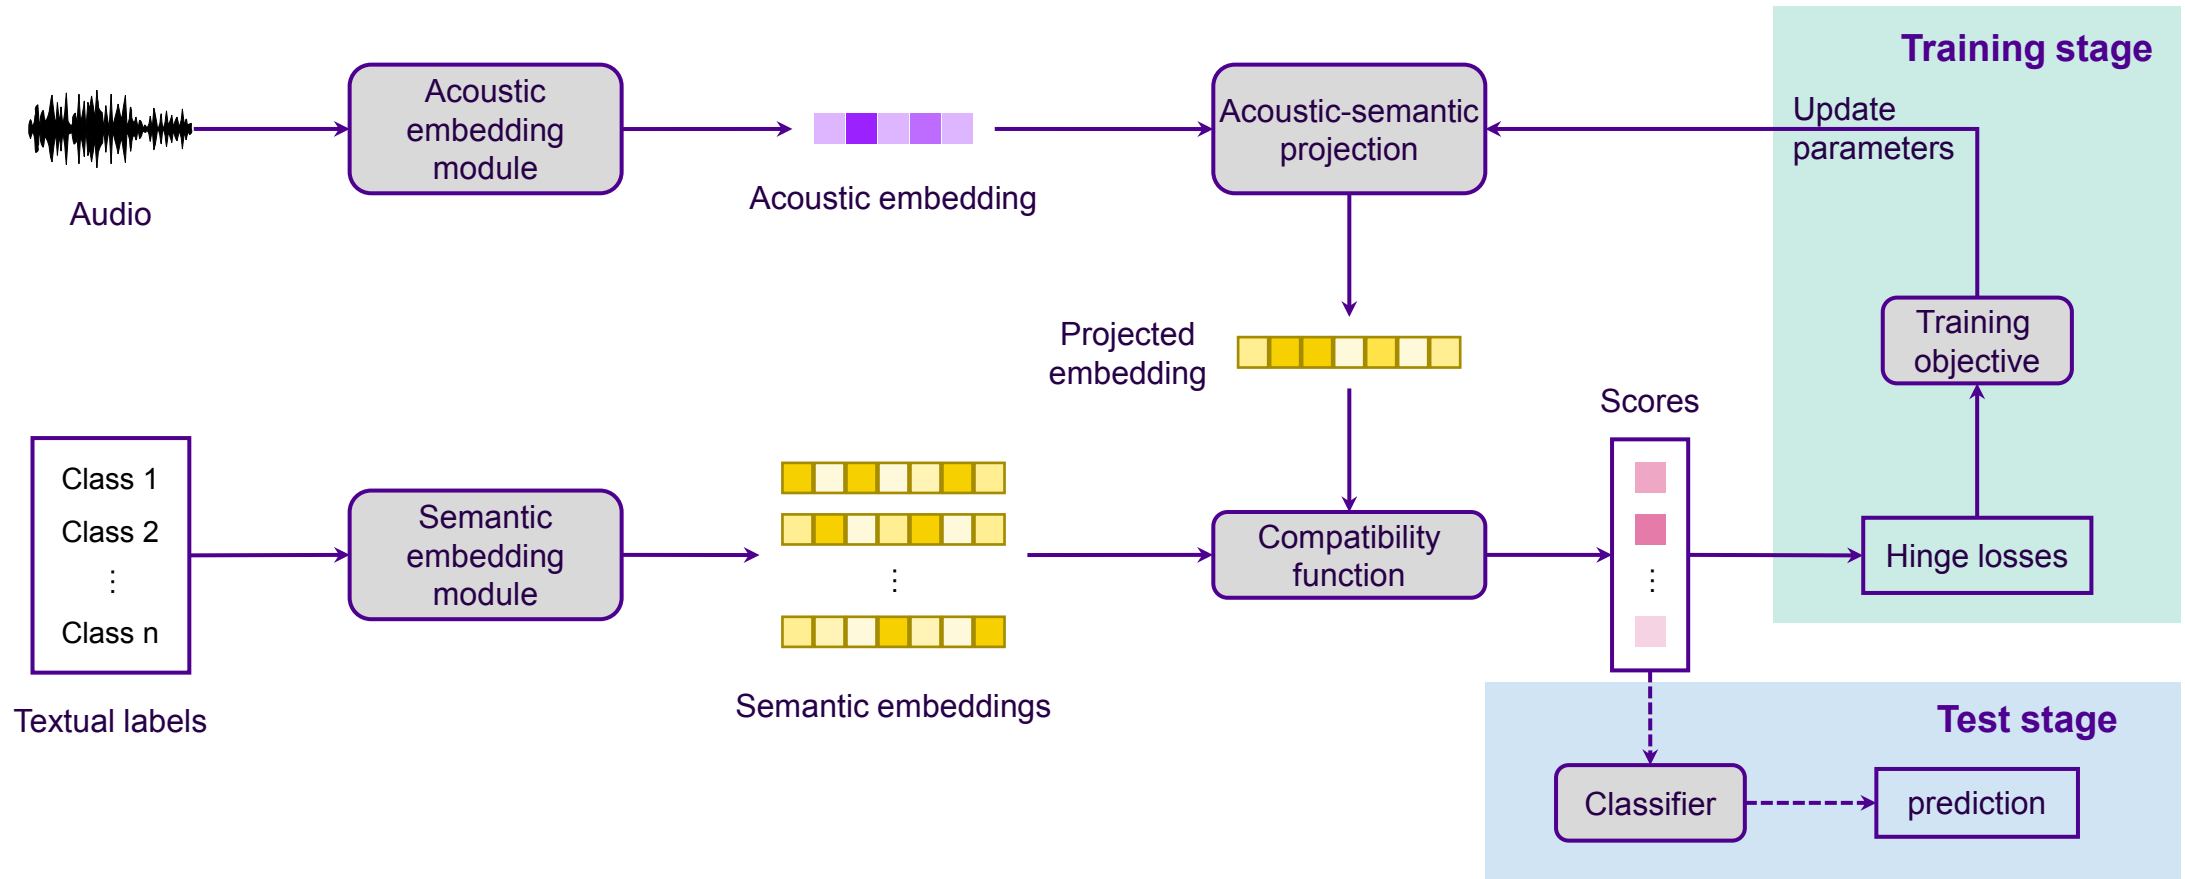 Training stage
Acoustic
embedding
module
Acoustic-semantic
projection
Update
parameters
Audio
Acoustic embedding
Projected
embedding
Training
objective
Scores
Class 1
Class 2
⋮
Class n
Semantic
embedding
module
⋮
Compatibility
function
⋮
Hinge losses
Textual labels
Semantic embeddings
Test stage
Classifier
prediction